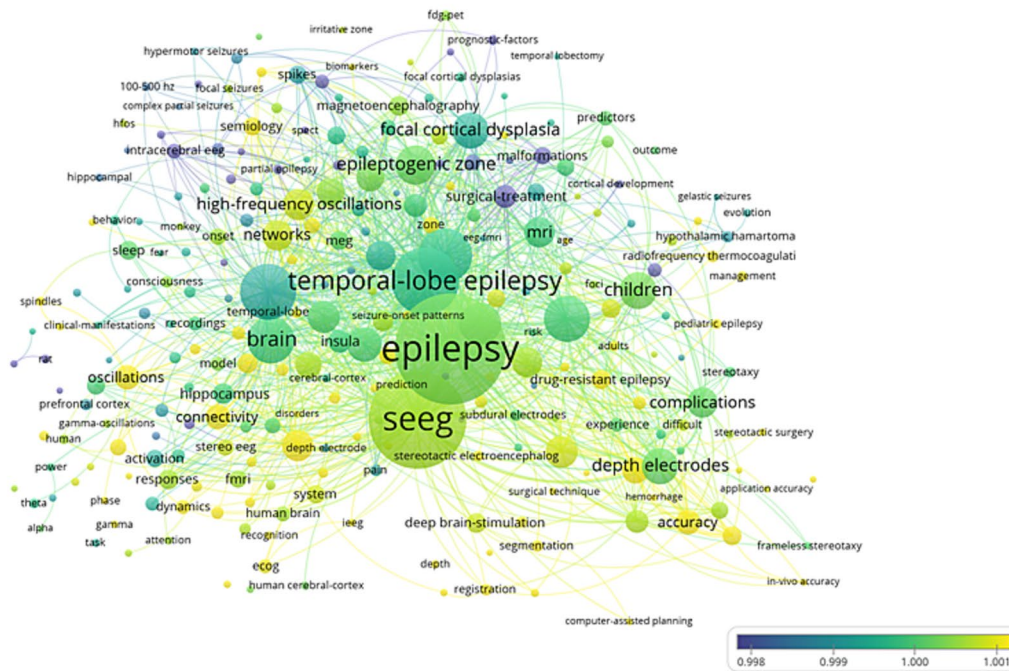 fdg-pet
irritative zone
prognostic-factors
hypermotor seizures
temporal lobectomy
biomarkers
spikes
focal cortical dysplasias
100-500 hz
focal seizures
complex partial seizures
magnetoencephalography
predictors
hfos
semiology
spect
focal cortical dysplasia
intracerebral eeg
outcome
malformations
epileptogenic zone
partial epilepsy
hippocampal
cortical development
surgical-treatment
gelastic seizures
high-frequency oscillations
evolution
behavior
monkey
zone
onset
networks
meg
eeg-fmri
mri
age
hypothalamic hamartoma
sleep
fear
radiofrequency thermocoagulati
management
consciousness
temporal-lobe epilepsy
foci
children
spindles
temporal-lobe
seizure-onset patterns
clinical-manifestations
recordings
risk
pediatric epilepsy
brain
insula
epilepsy
adults
rat
model
oscillations
cerebral-cortex
prediction
drug-resistant epilepsy
stereotaxy
hippocampus
prefrontal cortex
complications
connectivity
disorders
seeg
subdural electrodes
gamma-oscillations
experience
difficult
human
stereotactic surgery
stereo eeg
depth electrode
stereotactic electroencephalog
activation
pain
depth electrodes
power
responses
fmri
system
surgical technique
hemorrhage
application accuracy
theta
phase
dynamics
human brain
ieeg
deep brain-stimulation
accuracy
alpha
gamma
task
attention
recognition
segmentation
frameless stereotaxy
ecog
depth
human cerebral-cortex
registration
in-vivo accuracy
computer-assisted planning
0.998 0.999 1.000 1.001